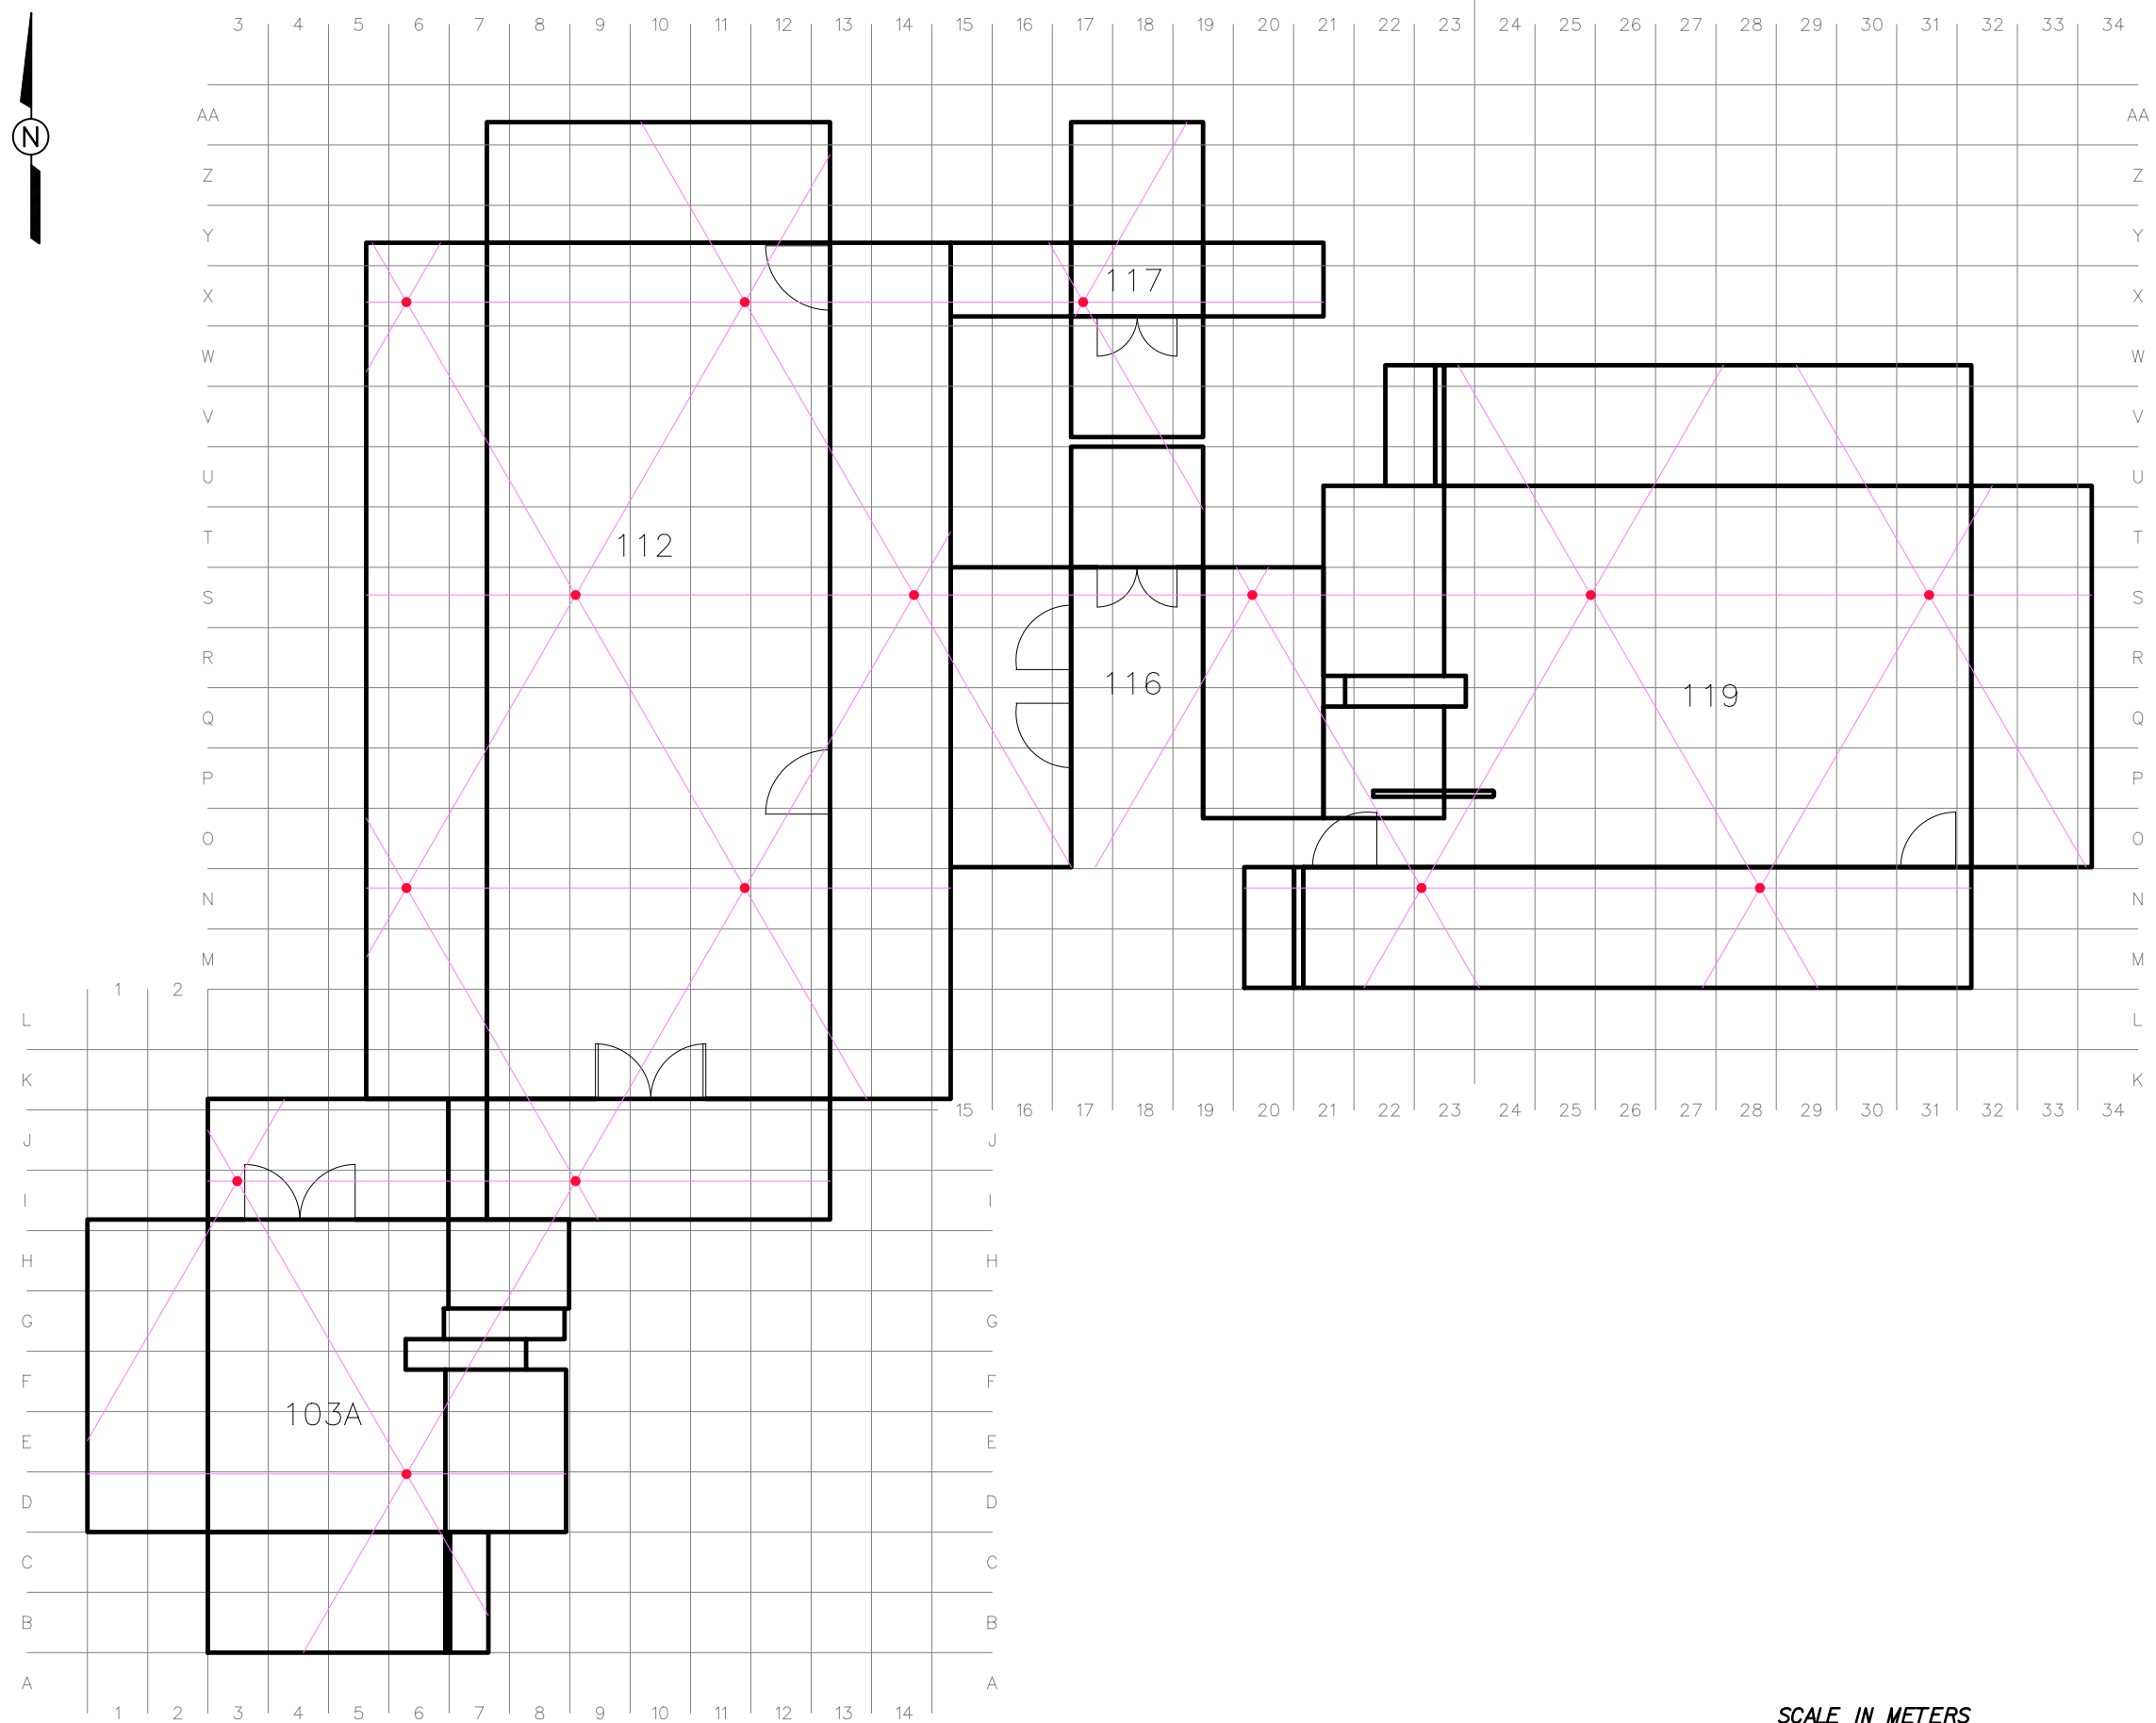 3 4 5 6 7 8 9 10 11 12 13 14 15 16 17 18 19 20 21 22 23 24 25 26 27 28 29 30 31 32 33 34
AA AA
N
Z Z
Y Y
117
X X
W W
V V
U U
112
T T
S S
R R
116
119
Q Q
P P
O O
N N
M M
1 2
L L
K K
15 16 17 18 19 20 21 22 23 24 25 26 27 28 29 30 31 32 33 34
J J
I I
H H
G G
F F
103A
E E
D D
C C
B B
A A
1 2 3 4 5 6 7 8 9 10 11 12 13 14
SCALE IN METERS